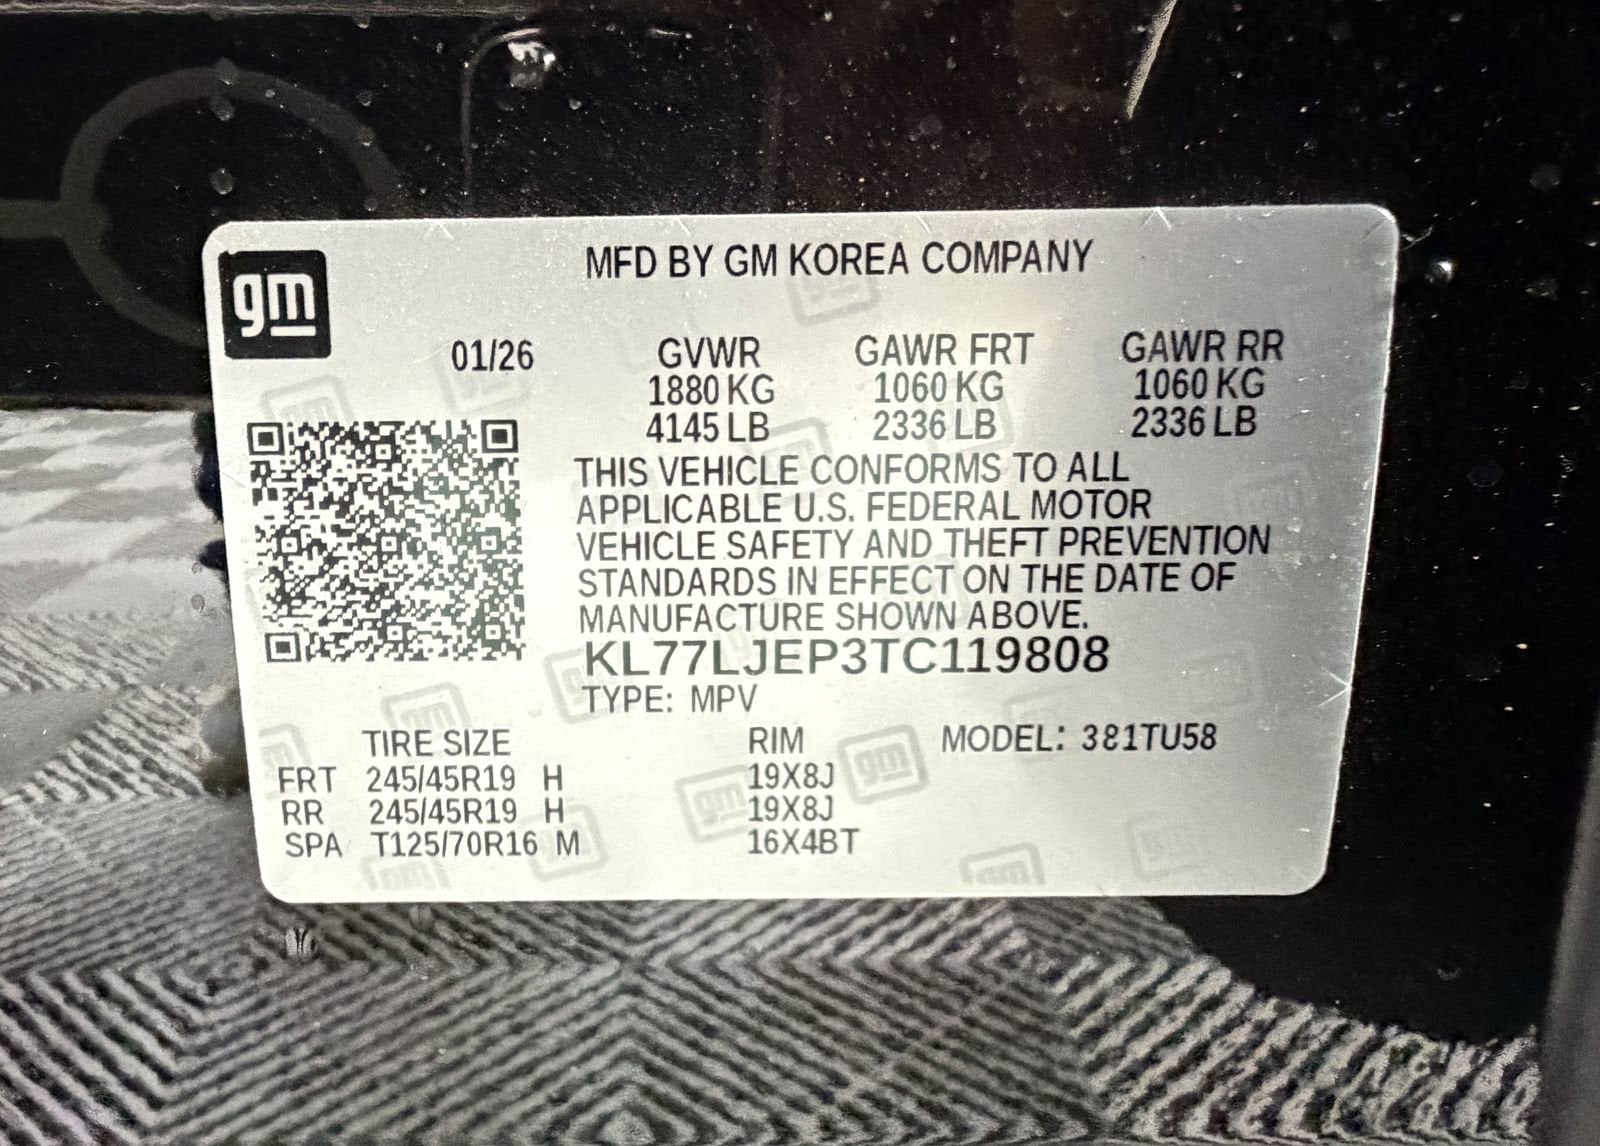 gm
MFD BY GM KOREA COMPANY
01/26 GVWR GAWR FRT GAWR RR
1880 KG 1060 KG 1060 KG
4145 LB 2336 LB 2336 LB
THIS VEHICLE CONFORMS TO ALL
APPLICABLE U.S. FEDERAL MOTOR
VEHICLE SAFETY AND THEFT PREVENTION
STANDARDS IN EFFECT ON THE DATE OF
MANUFACTURE SHOWN ABOVE.
KL77LJEP3TC119808
TYPE: MPV
TIRE SIZE RIM MODEL: 381TU58
FRT 245/45R19 H 19X8J
RR 245/45R19 H 19X8J
SPA T125/70R16 M 16X4BT